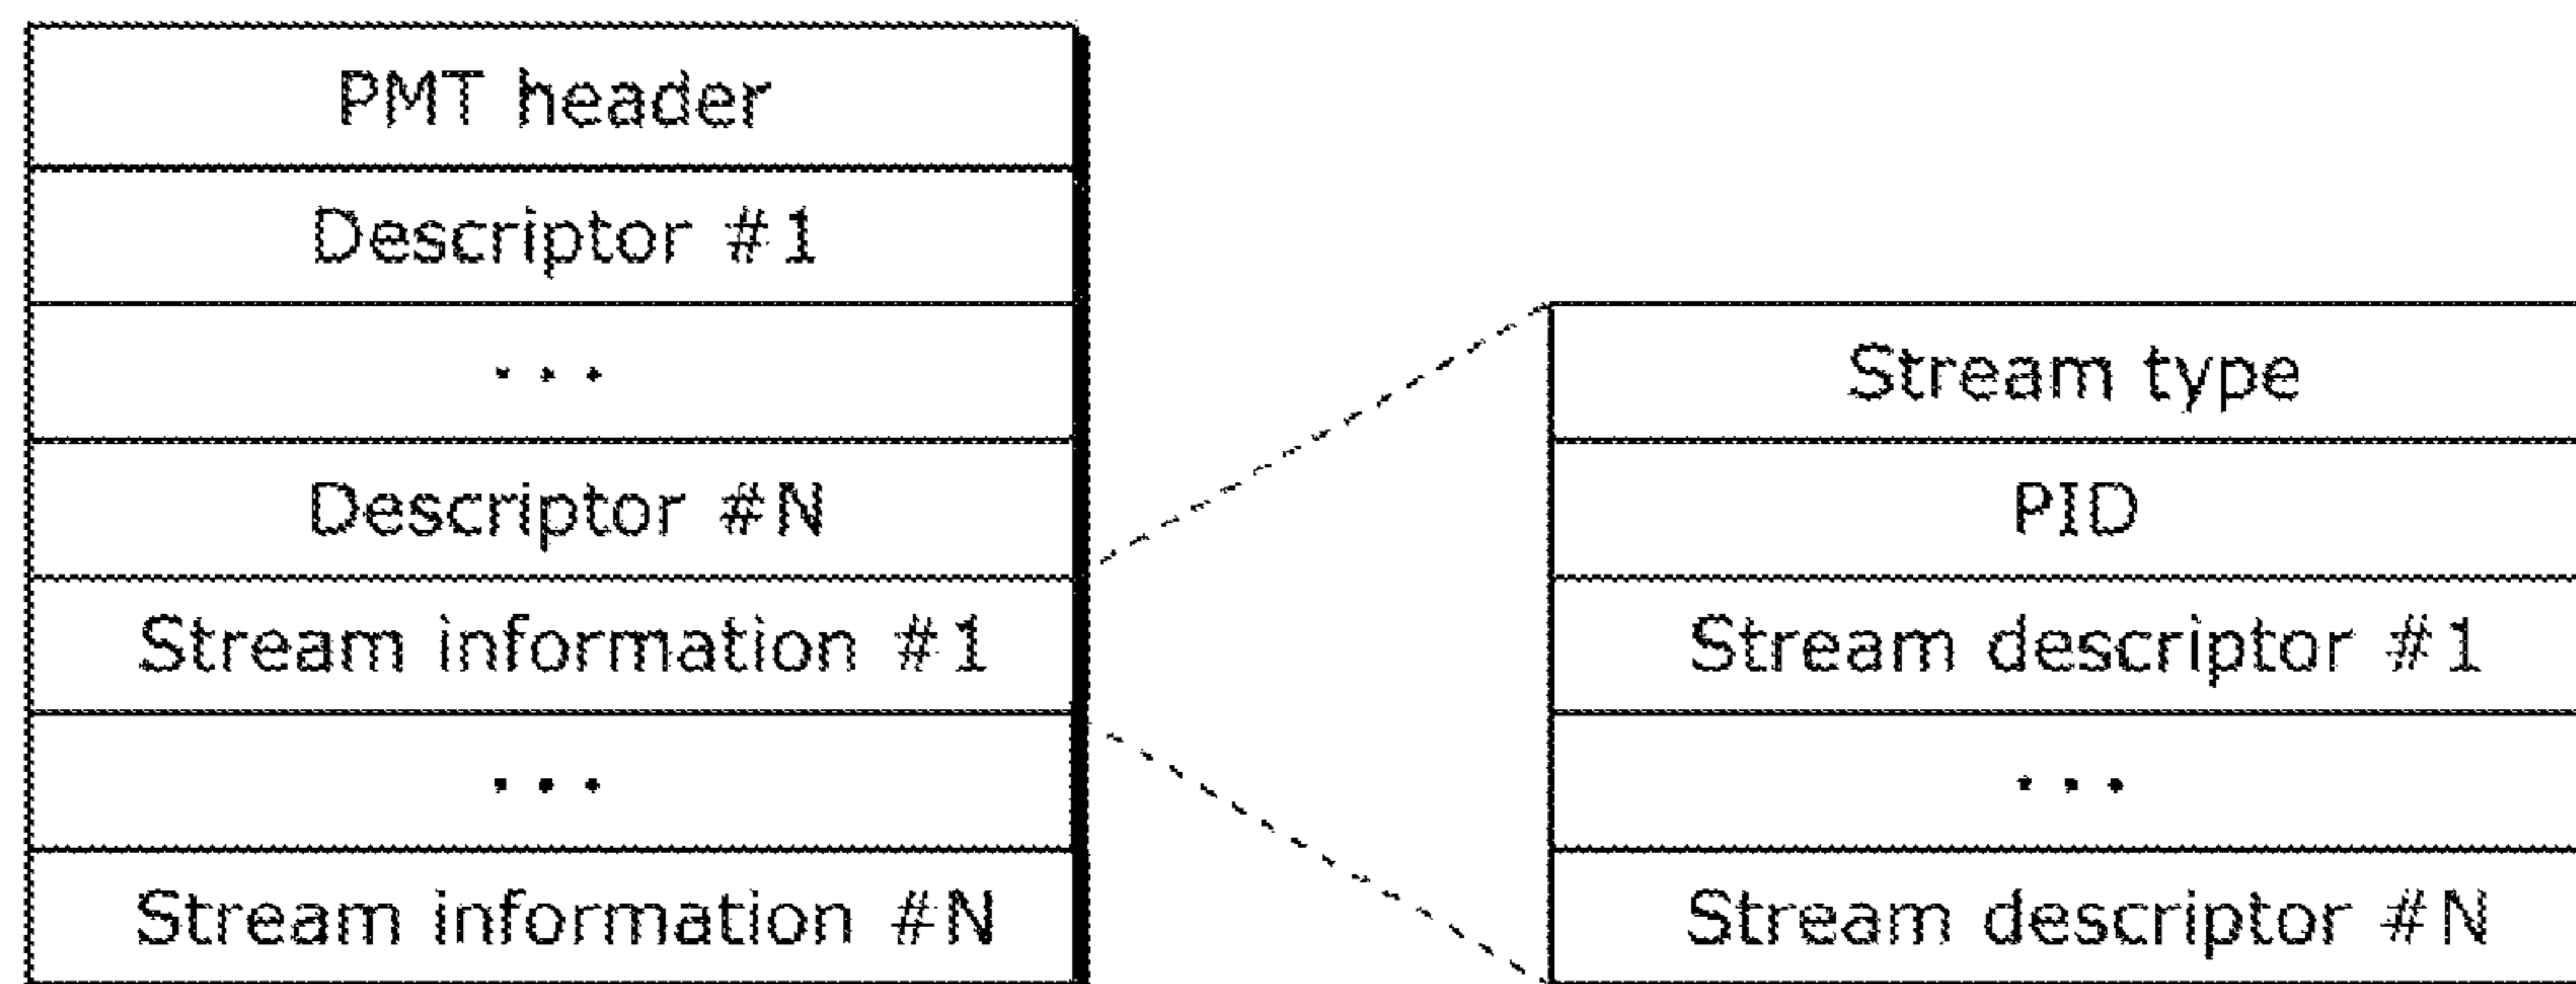 PMT header
Descriptor #1
...
Descriptor #N
Stream information #1
...
Stream information #N
Stream type
PID
Stream descriptor #1
...
Stream descriptor #N